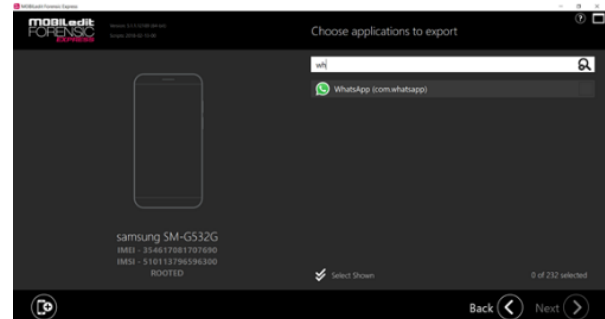 MOBILedit Forensic Express
MOBILedit
FORENSIC
EXPRESS
Choose applications to export
wh
WhatsApp (com.whatsapp)
samsung SM-G532G
IMEI - 354617081707690
IMSI - 510113796596300
ROOTED
Select Shown
0 of 232 selected
Back
Next